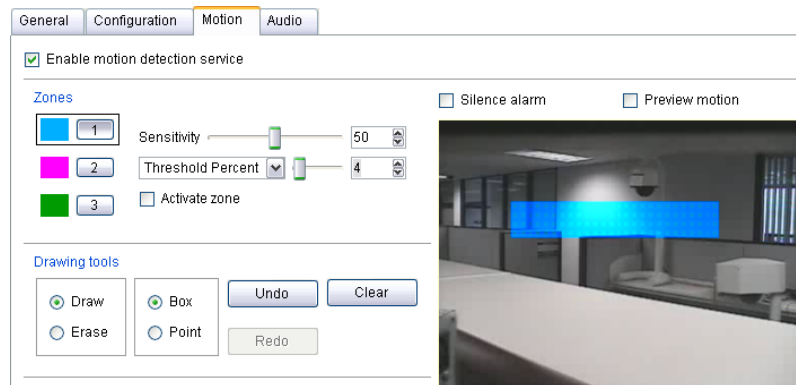 General Configuration Motion Audio
Enable motion detection service
Zones
Silence alarm Preview motion
1
Sensitivity 50
2
Threshold Percent 4
3
Activate zone
Drawing tools
Draw Box Undo Clear
Erase Point Redo